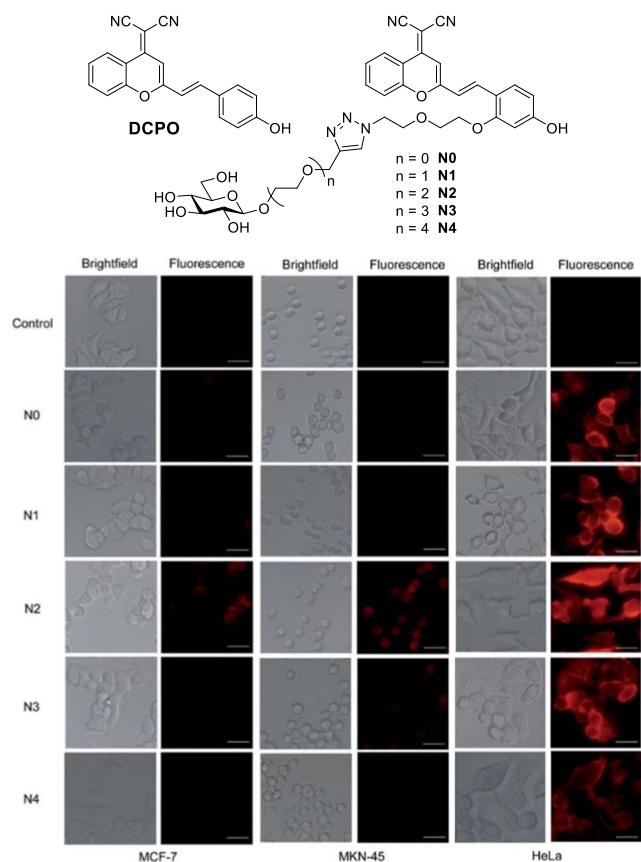 NC CN
O
OH
DCPO
NC CN
O
OH
N N
N
O O
O n
OH
HO O
HO O
OH
n = 0 N0
n = 1 N1
n = 2 N2
n = 3 N3
n = 4 N4
Brightfield Fluorescence Brightfield Fluorescence Brightfield Fluorescence
Control
N0
N1
N2
N3
N4
MCF-7 MKN-45 HeLa